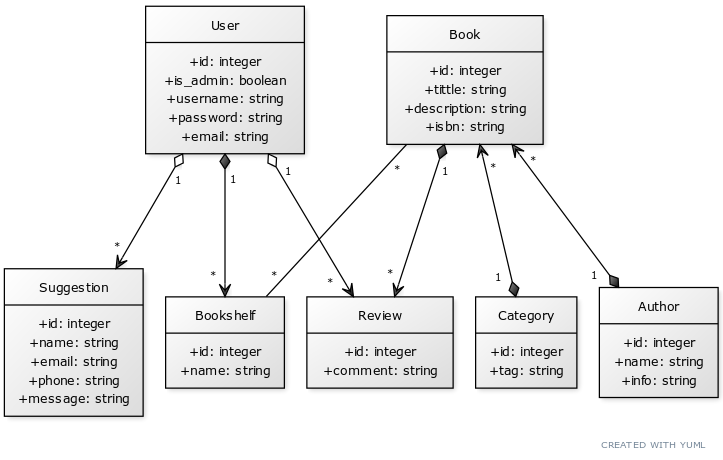 User
+id: integer
+is_admin: boolean
+username: string
+password: string
+email: string
Book
+id: integer
+tittle: string
+description: string
+isbn: string
1
1
1
*
1
*
*
*
*
*
*
*
1
1
Suggestion
+id: integer
+name: string
+email: string
+phone: string
+message: string
Bookshelf
+id: integer
+name: string
Review
+id: integer
+comment: string
Category
+id: integer
+tag: string
Author
+id: integer
+name: string
+info: string
CREATED WITH YUML